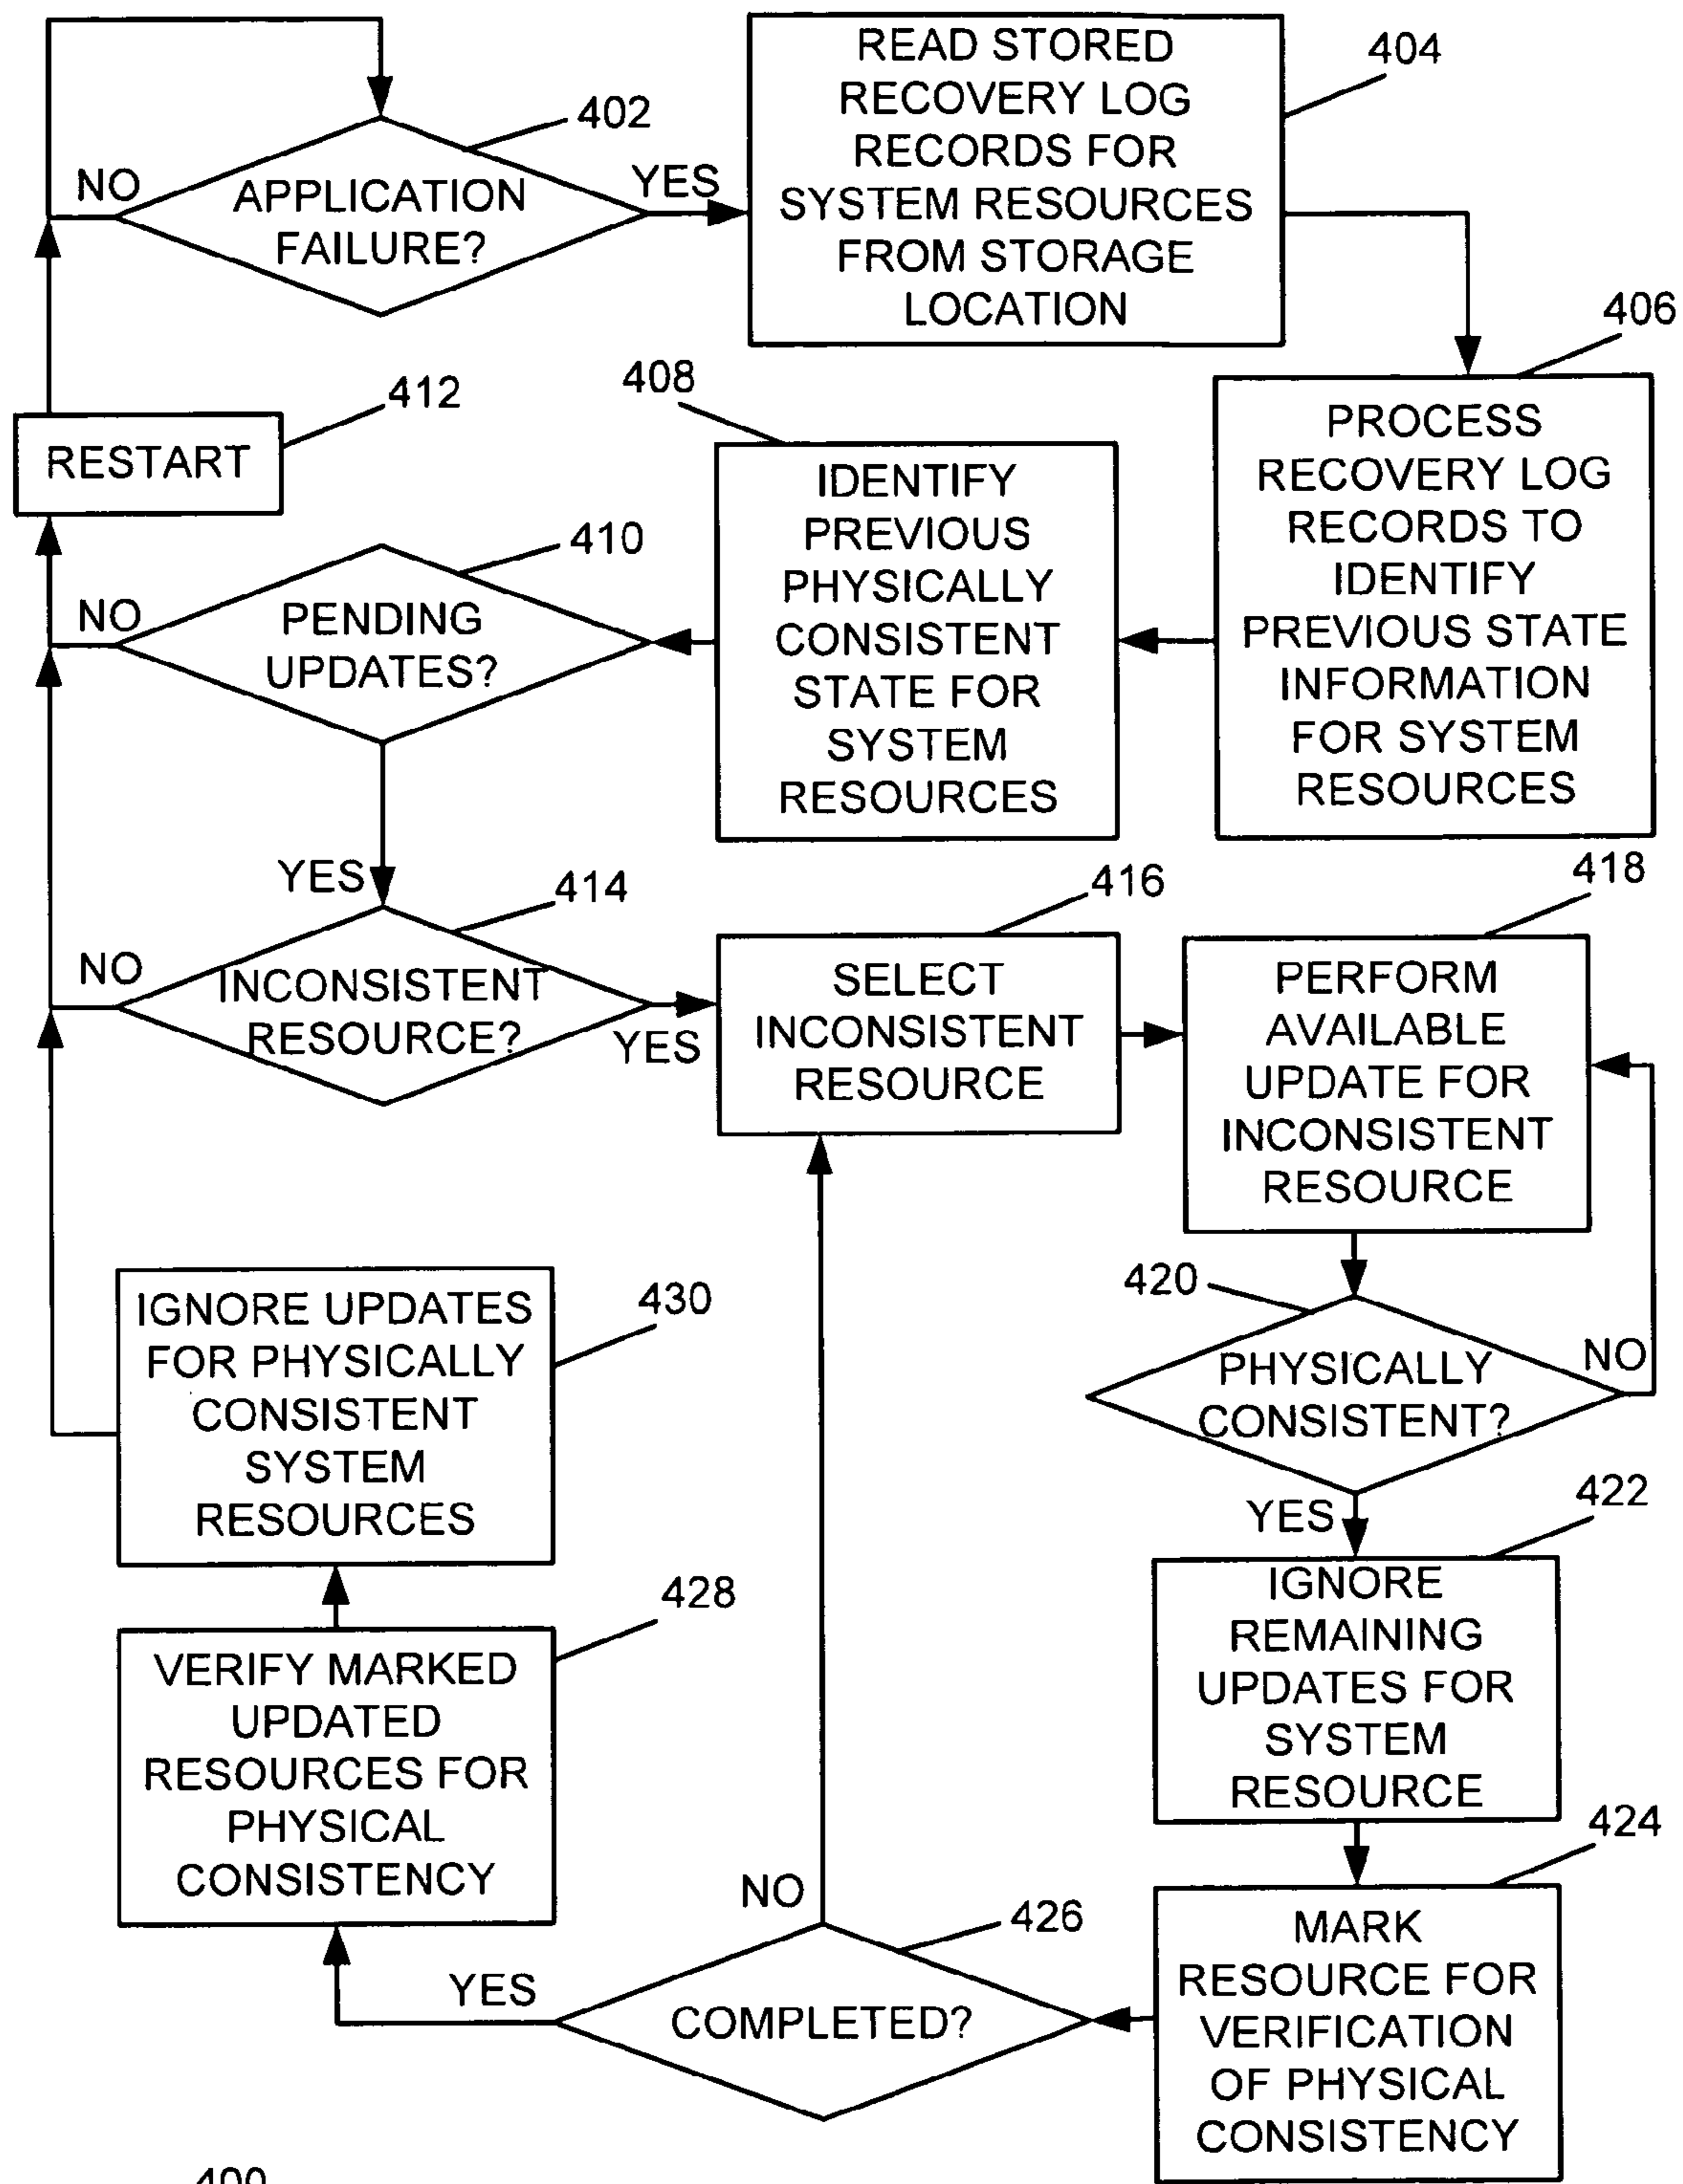 READ STORED
RECOVERY LOG
RECORDS FOR
SYSTEM RESOURCES
FROM STORAGE
LOCATION
404
402
NO
APPLICATION
FAILURE?
YES
406
PROCESS
RECOVERY LOG
RECORDS TO
IDENTIFY
PREVIOUS STATE
INFORMATION
FOR SYSTEM
RESOURCES
408
IDENTIFY
PREVIOUS
PHYSICALLY
CONSISTENT
STATE FOR
SYSTEM
RESOURCES
412
RESTART
410
NO
PENDING
UPDATES?
YES
414
NO
INCONSISTENT
RESOURCE?
YES
416
SELECT
INCONSISTENT
RESOURCE
418
PERFORM
AVAILABLE
UPDATE FOR
INCONSISTENT
RESOURCE
420
PHYSICALLY
CONSISTENT?
NO
YES
422
IGNORE
REMAINING
UPDATES FOR
SYSTEM
RESOURCE
424
MARK
RESOURCE FOR
VERIFICATION
OF PHYSICAL
CONSISTENCY
426
NO
COMPLETED?
YES
428
VERIFY MARKED
UPDATED
RESOURCES FOR
PHYSICAL
CONSISTENCY
430
IGNORE UPDATES
FOR PHYSICALLY
CONSISTENT
SYSTEM
RESOURCES
400